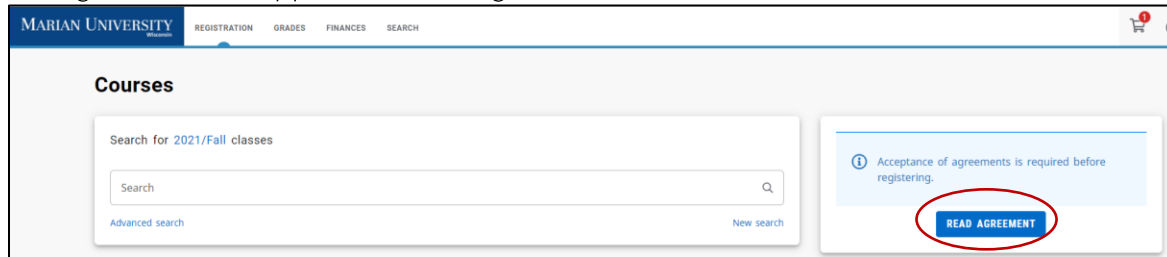 MARIAN UNIVERSITY
Wisconsin
REGISTRATION GRADES FINANCES SEARCH
1
Courses
Search for 2021/Fall classes
Search
Advanced search
New search
Acceptance of agreements is required before
registering.
READ AGREEMENT